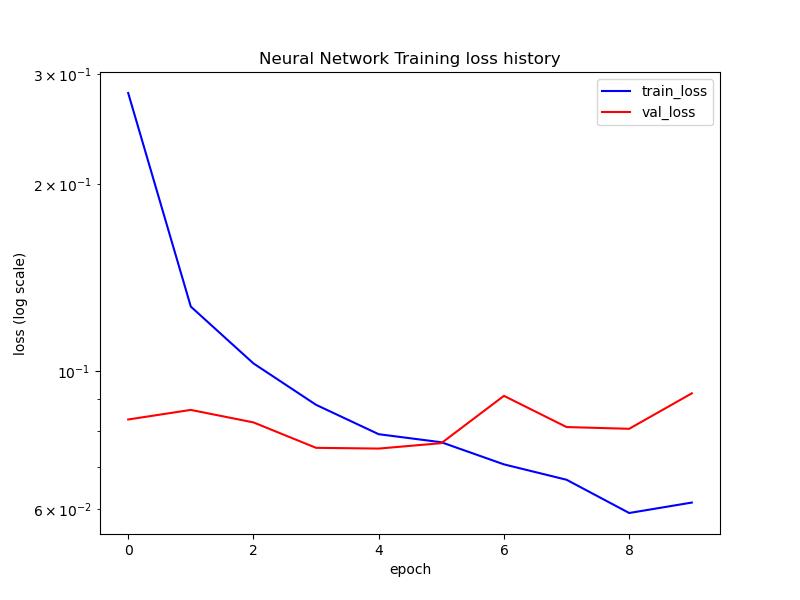 Neural Network Training loss history
train_loss
val_loss
3 × 10⁻¹
2 × 10⁻¹
10⁻¹
6 × 10⁻²
loss (log scale)
0 2 4 6 8
epoch